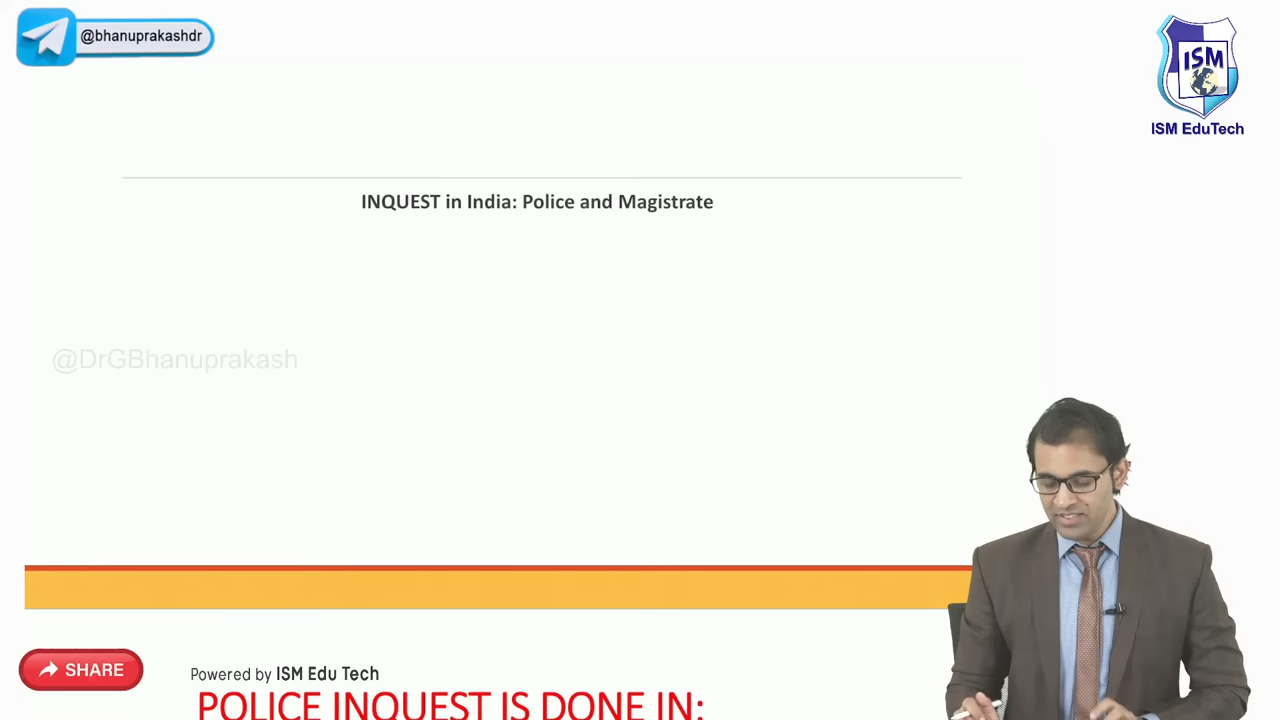 @bhanuprakashdr
ISM
ISM EduTech
INQUEST in India: Police and Magistrate
@DrGBhanuprakash
SHARE
Powered by ISM Edu Tech
POLICE INQUEST IS DONE IN: